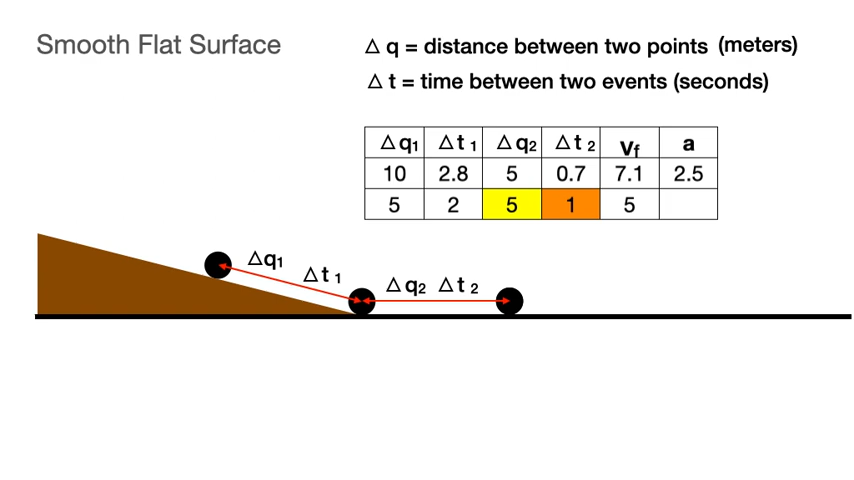 Smooth Flat Surface
△ q = distance between two points (meters)
△ t = time between two events (seconds)
△q₁ △t ₁ △q₂ △t ₂ v_f a
10 2.8 5 0.7 7.1 2.5
5 2 5 1 5
△q₁
△t ₁
△q₂ △t ₂